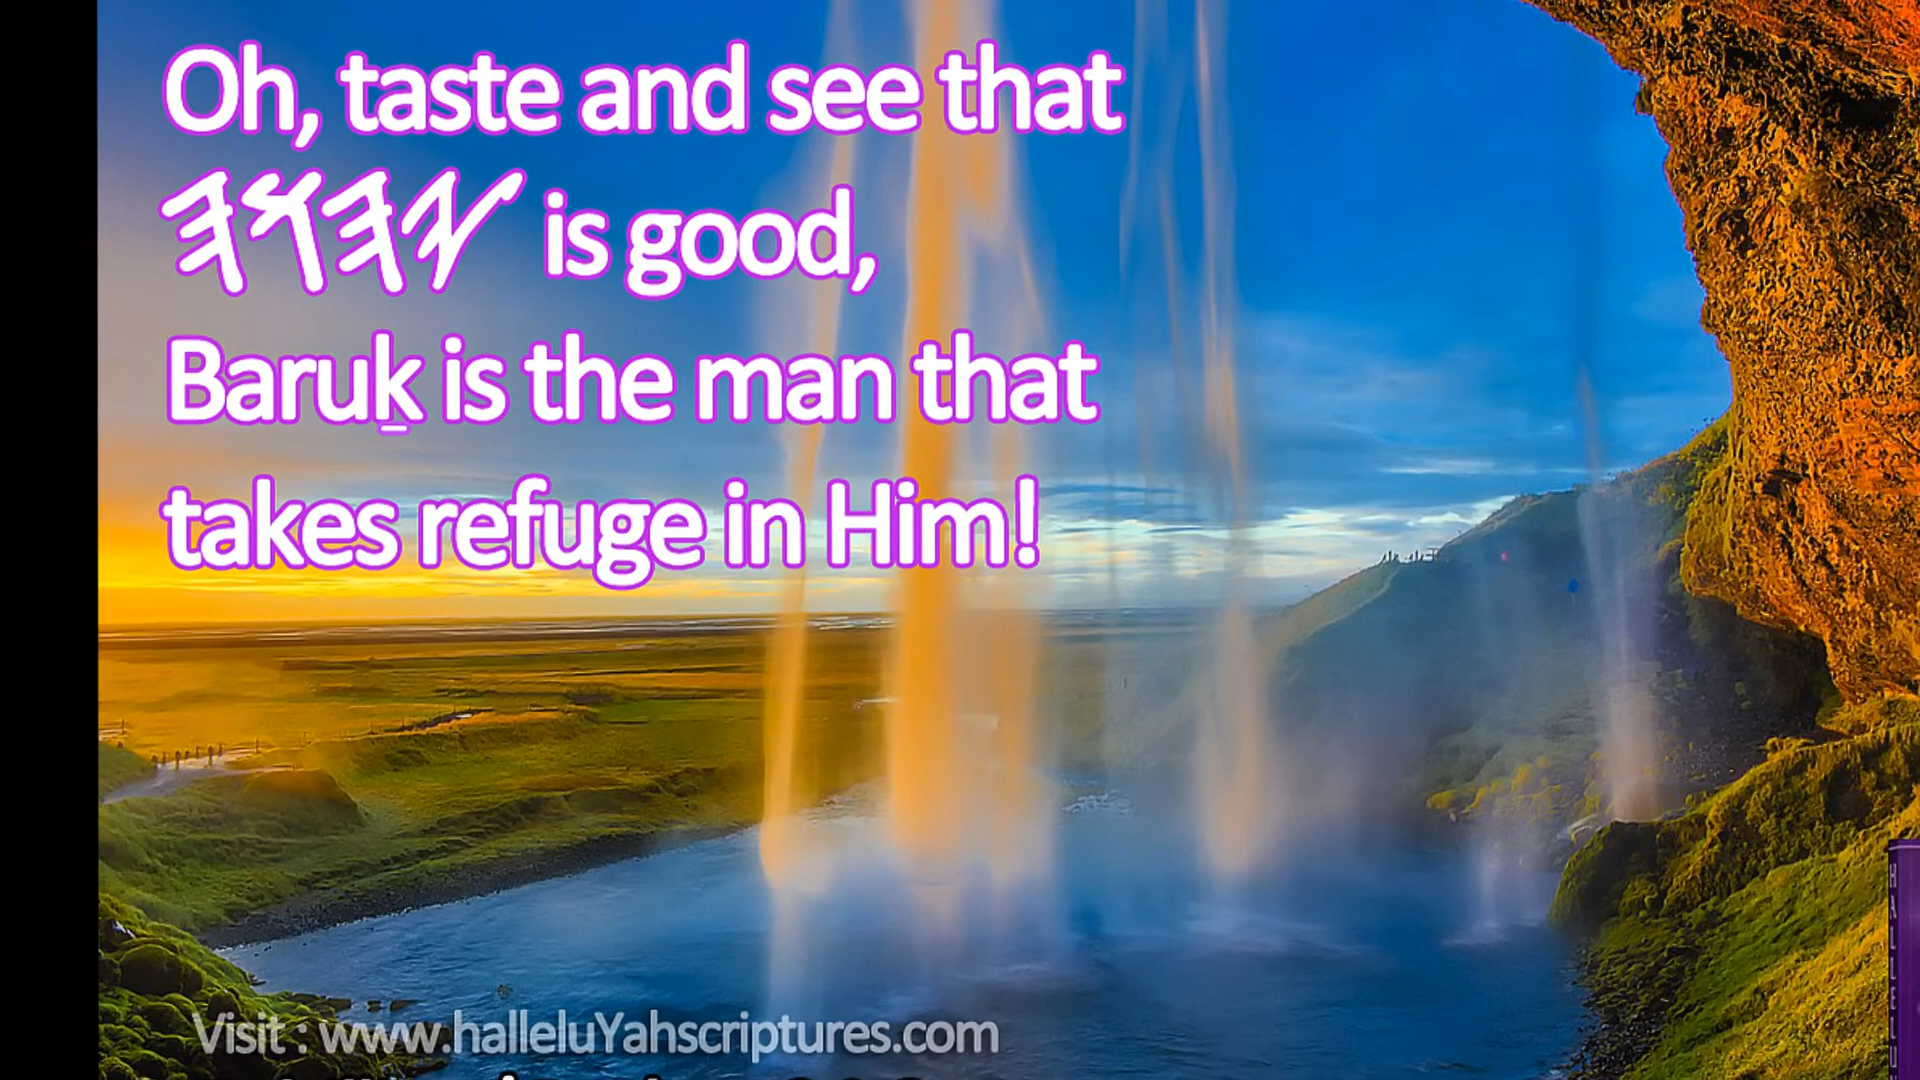 Oh, taste and see that
𐤉𐤄𐤅𐤄 is good,
Baruḵ is the man that
takes refuge in Him!
Visit : www.halleluYahscriptures.com